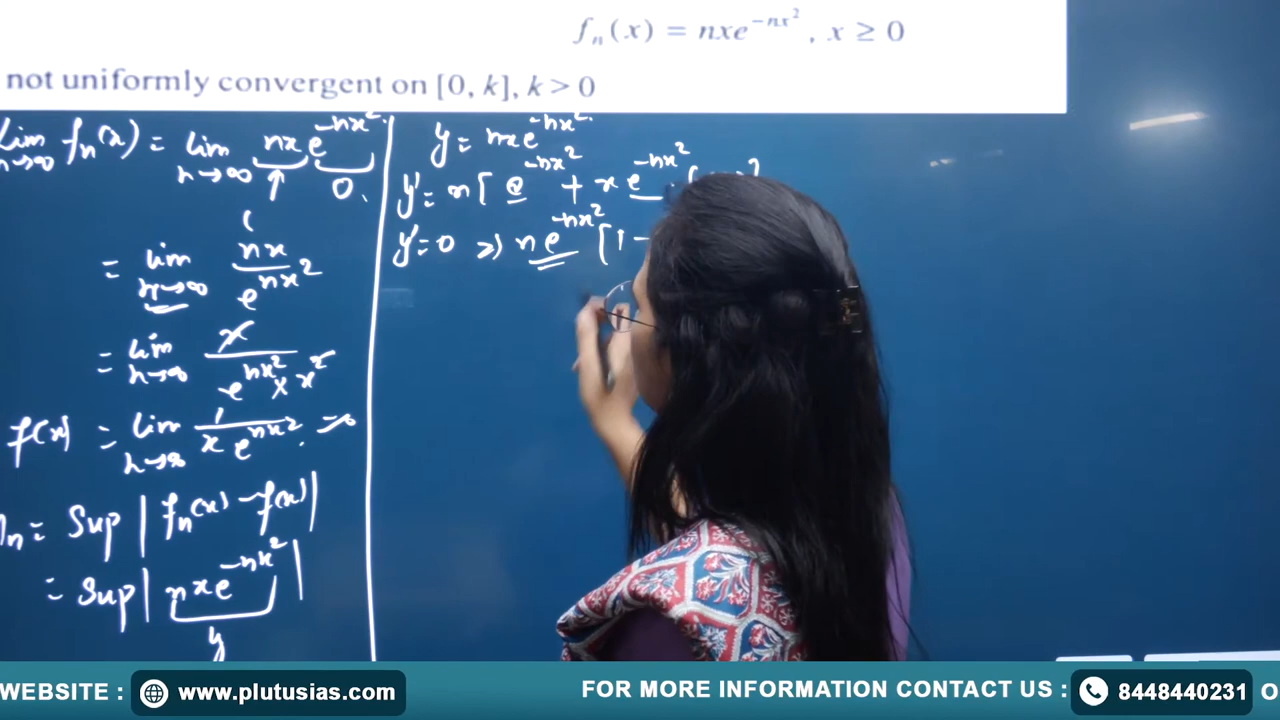 fₙ(x) = nxe^{-nx²}, x ≥ 0
not uniformly convergent on [0, k], k > 0
lim n→∞ fₙ(x) = lim n→∞ nx e^{-nx²}
↑ 0
= lim n→∞ nx / e^{nx²}
= lim n→∞ x / e^{nx²} × x²
f(x) = lim n→∞ 1 / x e^{nx²} = 0
Mₙ = Sup | fₙ(x) - f(x) |
= Sup | nxe^{-nx²} |
y
y = nxe^{-nx²}
y' = n [ e^{-nx²} + x e^{-nx²}
y' = 0 ⇒ ne^{-nx²} [1 -
WEBSITE : www.plutusias.com
FOR MORE INFORMATION CONTACT US : 8448440231